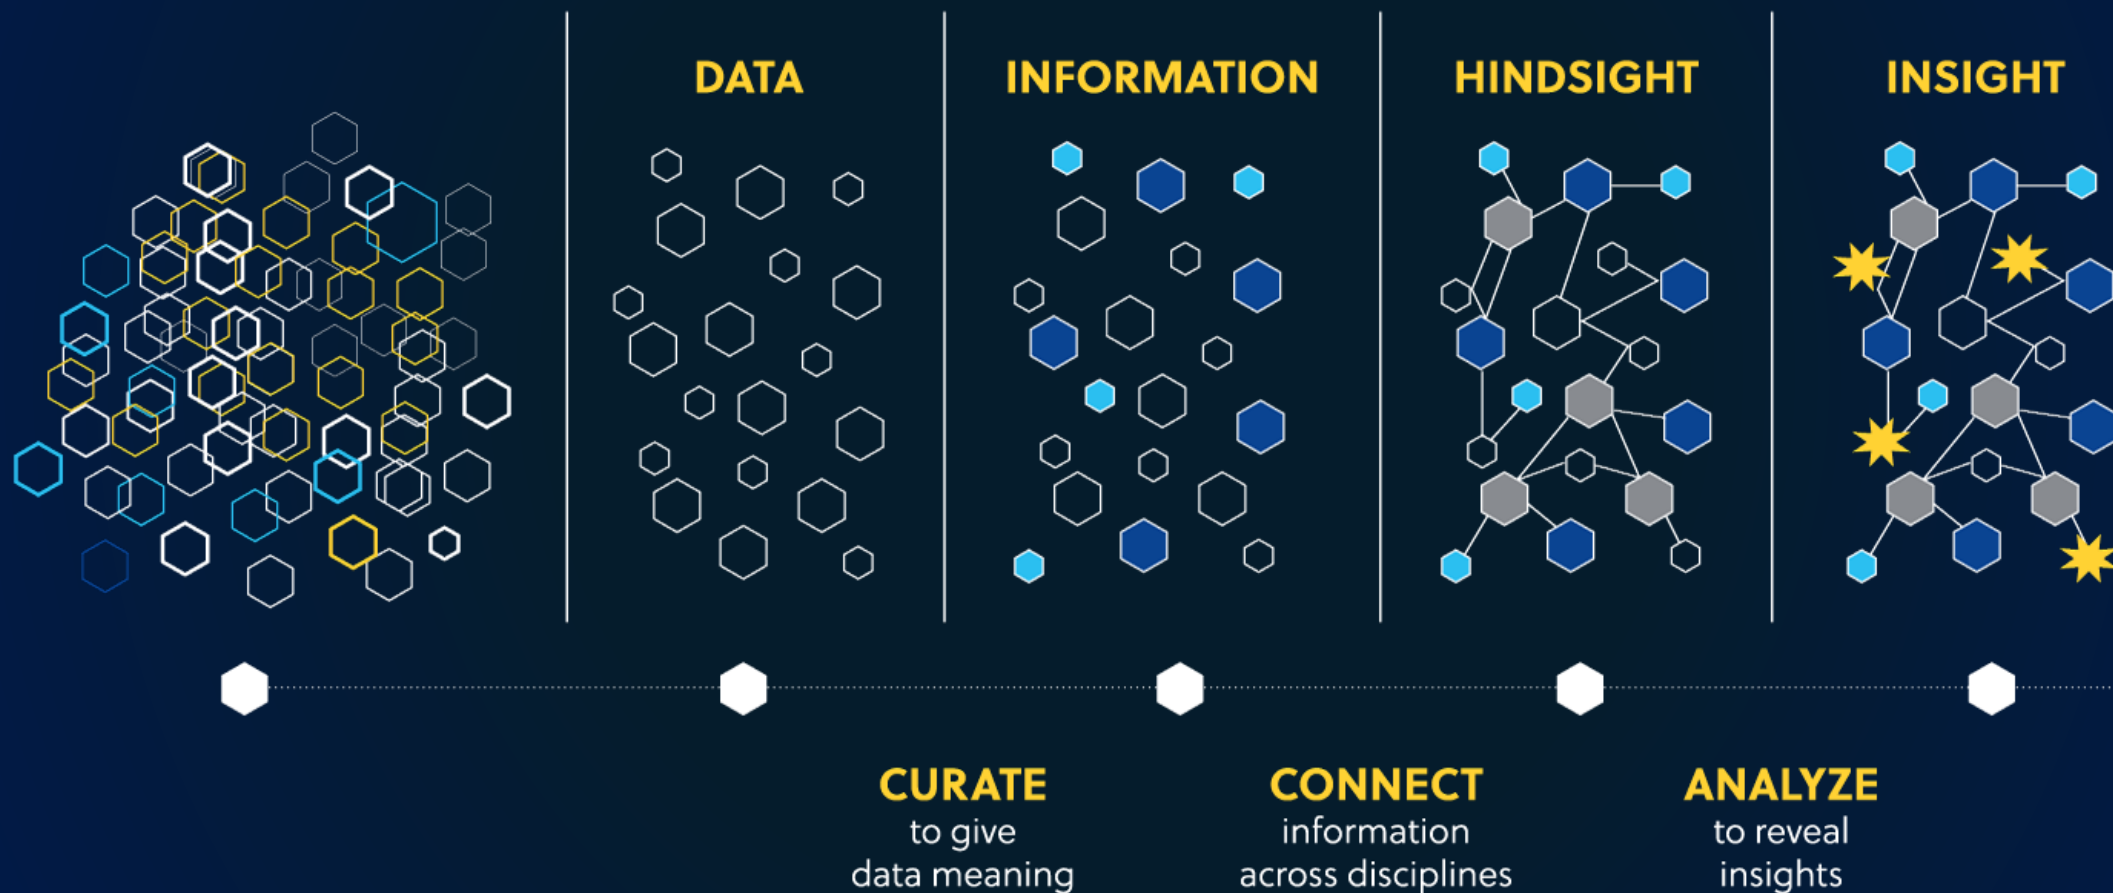 DATA
INFORMATION
HINDSIGHT
INSIGHT
CURATE
to give
data meaning
CONNECT
information
across disciplines
ANALYZE
to reveal
insights